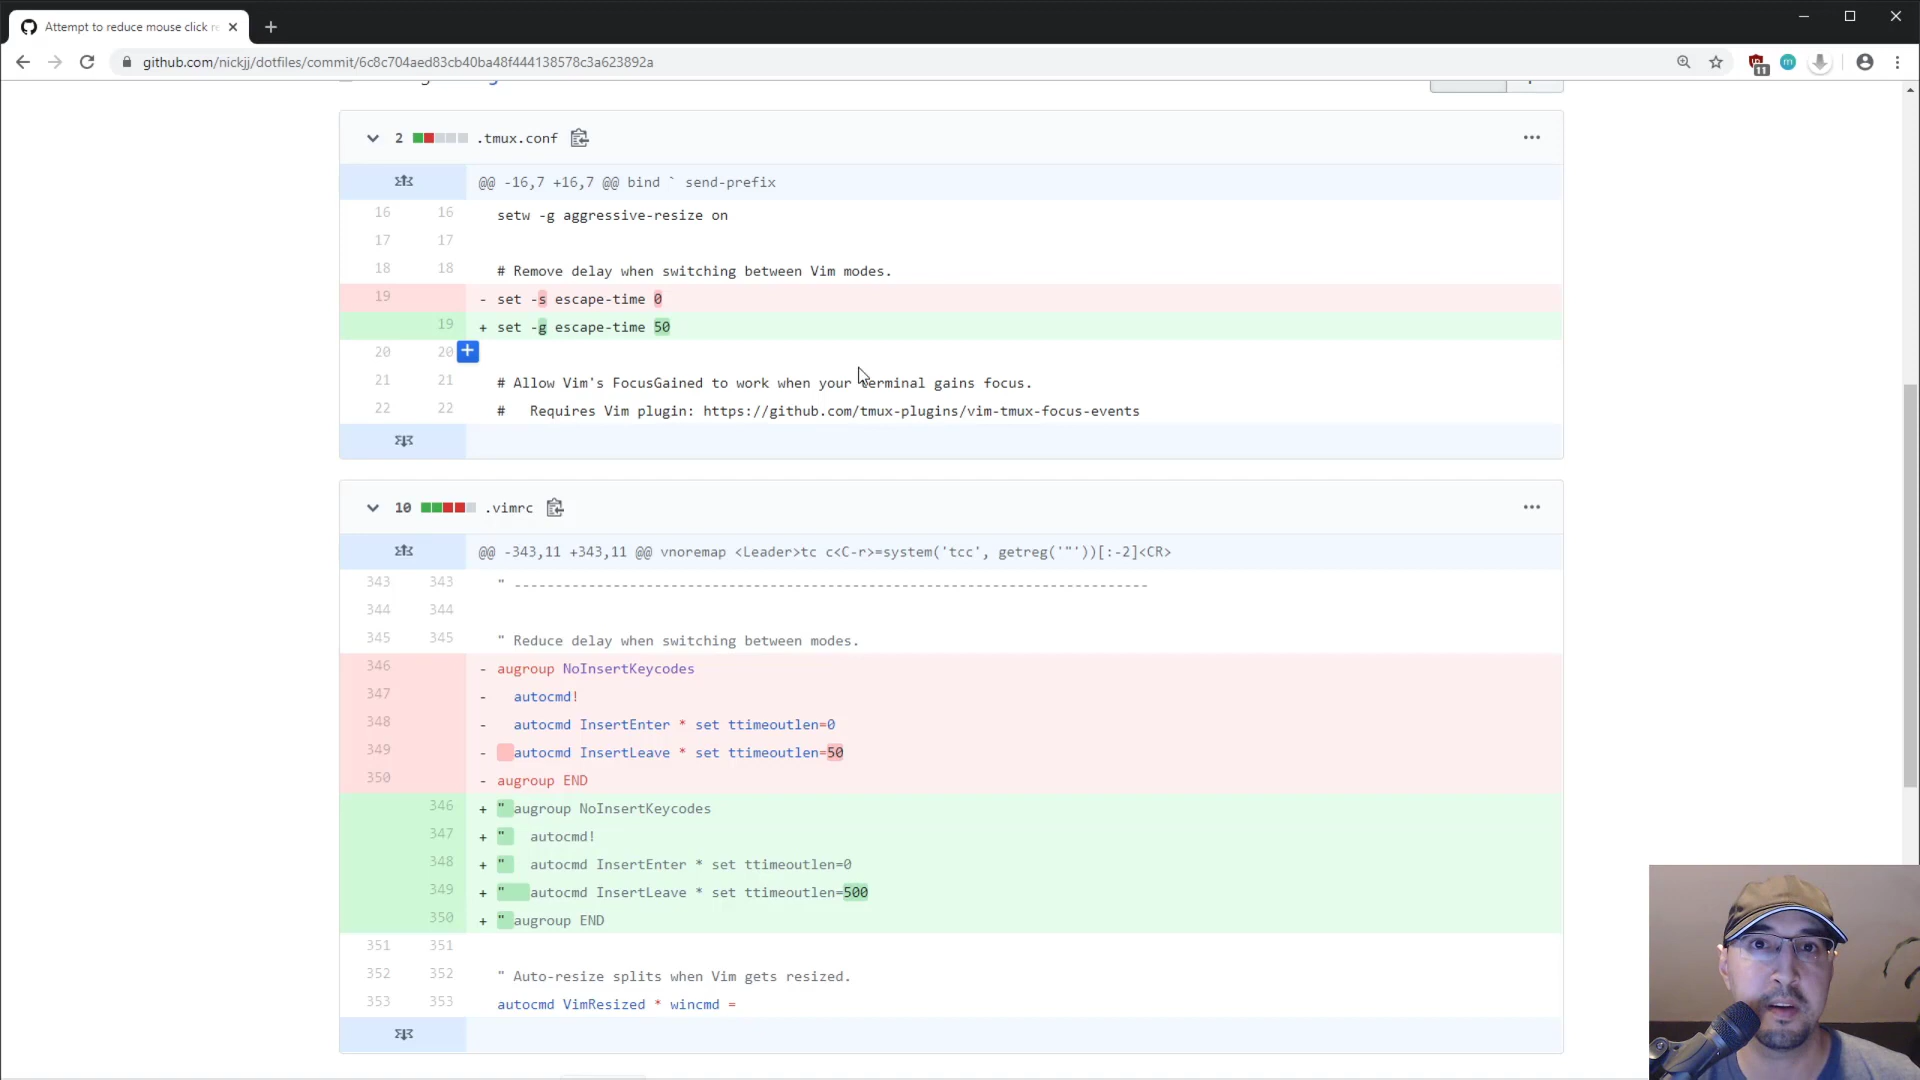 Attempt to reduce mouse click re
github.com/nickjj/dotfiles/commit/6c8c704aed83cb40ba48f444138578c3a623892a
11
m
2 .tmux.conf
@@ -16,7 +16,7 @@ bind ` send-prefix
16 16 setw -g aggressive-resize on
17 17
18 18 # Remove delay when switching between Vim modes.
19 - set -s escape-time 0
19 + set -g escape-time 50
20 20
21 21 # Allow Vim's FocusGained to work when your terminal gains focus.
22 22 #   Requires Vim plugin: https://github.com/tmux-plugins/vim-tmux-focus-events
10 .vimrc
@@ -343,11 +343,11 @@ vnoremap <Leader>tc c<C-r>=system('tcc', getreg('"'))[:-2]<CR>
343 343 " -----------------------------------------------------------------------------
344 344
345 345 " Reduce delay when switching between modes.
346 - augroup NoInsertKeycodes
347 -   autocmd!
348 -   autocmd InsertEnter * set ttimeoutlen=0
349 -   autocmd InsertLeave * set ttimeoutlen=50
350 - augroup END
346 + " augroup NoInsertKeycodes
347 + "   autocmd!
348 + "   autocmd InsertEnter * set ttimeoutlen=0
349 + "   autocmd InsertLeave * set ttimeoutlen=500
350 + " augroup END
351 351
352 352 " Auto-resize splits when Vim gets resized.
353 353 autocmd VimResized * wincmd =